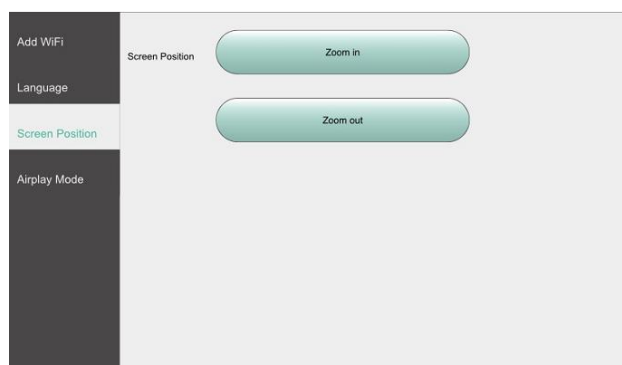 Add WiFi
Language
Screen Position
Airplay Mode
Screen Position
Zoom in
Zoom out